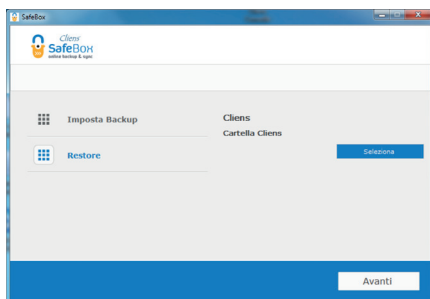 SafeBox
Cliens
SafeBox
online backup & sync
Imposta Backup
Restore
Cliens
Cartella Cliens
Seleziona
Avanti